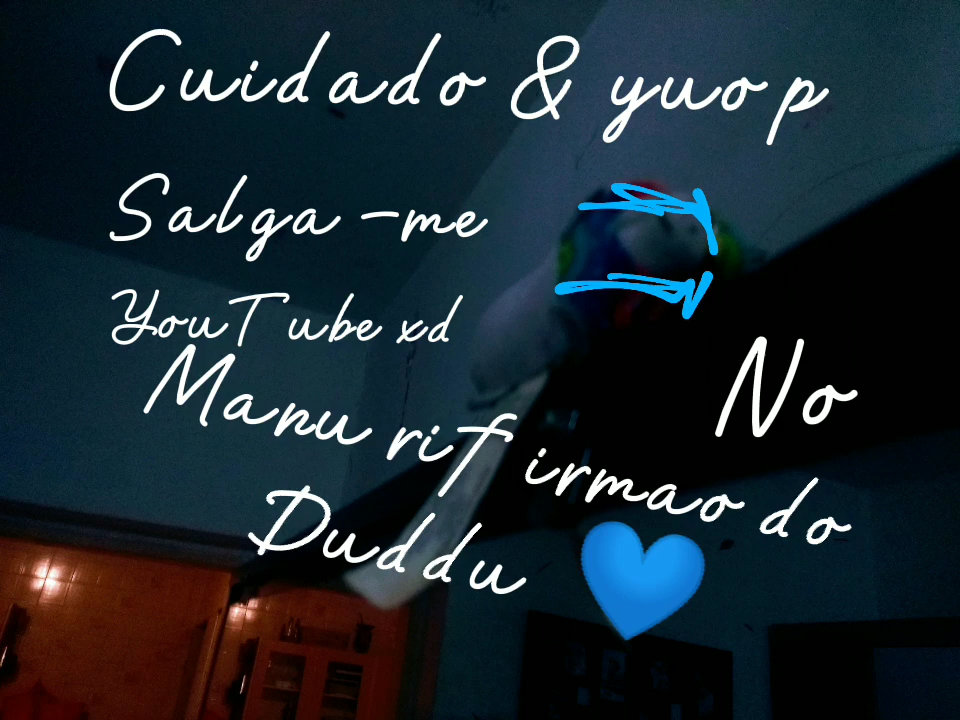 Cuidado & yuop
Salga-me
YouTube xd
No
Manu rif irmao do
Duddu